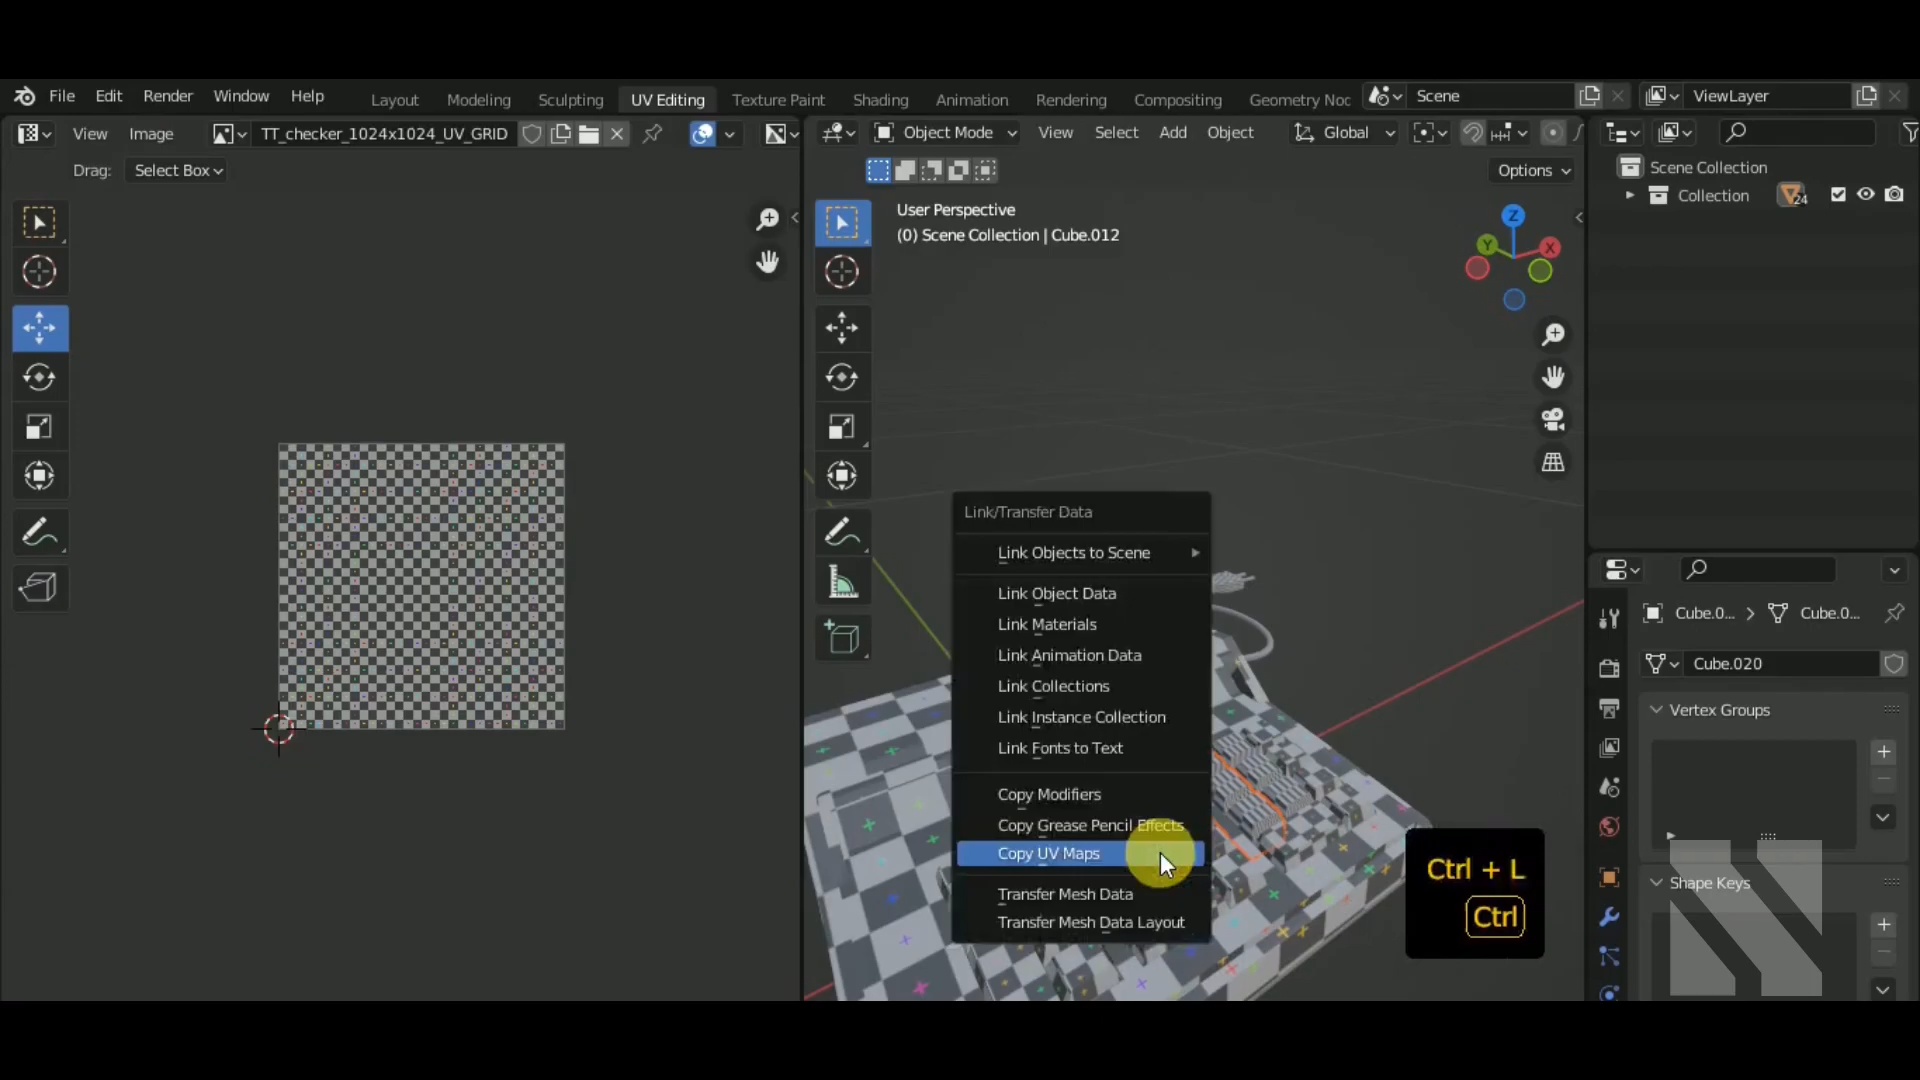 File Edit Render Window Help Layout Modeling Sculpting UV Editing Texture Paint Shading Animation Rendering Compositing Geometry Noc Scene ViewLayer
View Image TT_checker_1024x1024_UV_GRID Object Mode View Select Add Object Global
Drag: Select Box Options
Scene Collection
Collection 24
User Perspective
(0) Scene Collection | Cube.012
Z
Y
X
Link/Transfer Data
Link Objects to Scene
Link Object Data
Link Materials
Link Animation Data
Link Collections
Link Instance Collection
Link Fonts to Text
Copy Modifiers
Copy Grease Pencil Effects
Copy UV Maps
Transfer Mesh Data
Transfer Mesh Data Layout
Ctrl + L
Ctrl
Cube.0... > Cube.0...
Cube.020
Vertex Groups
Shape Keys